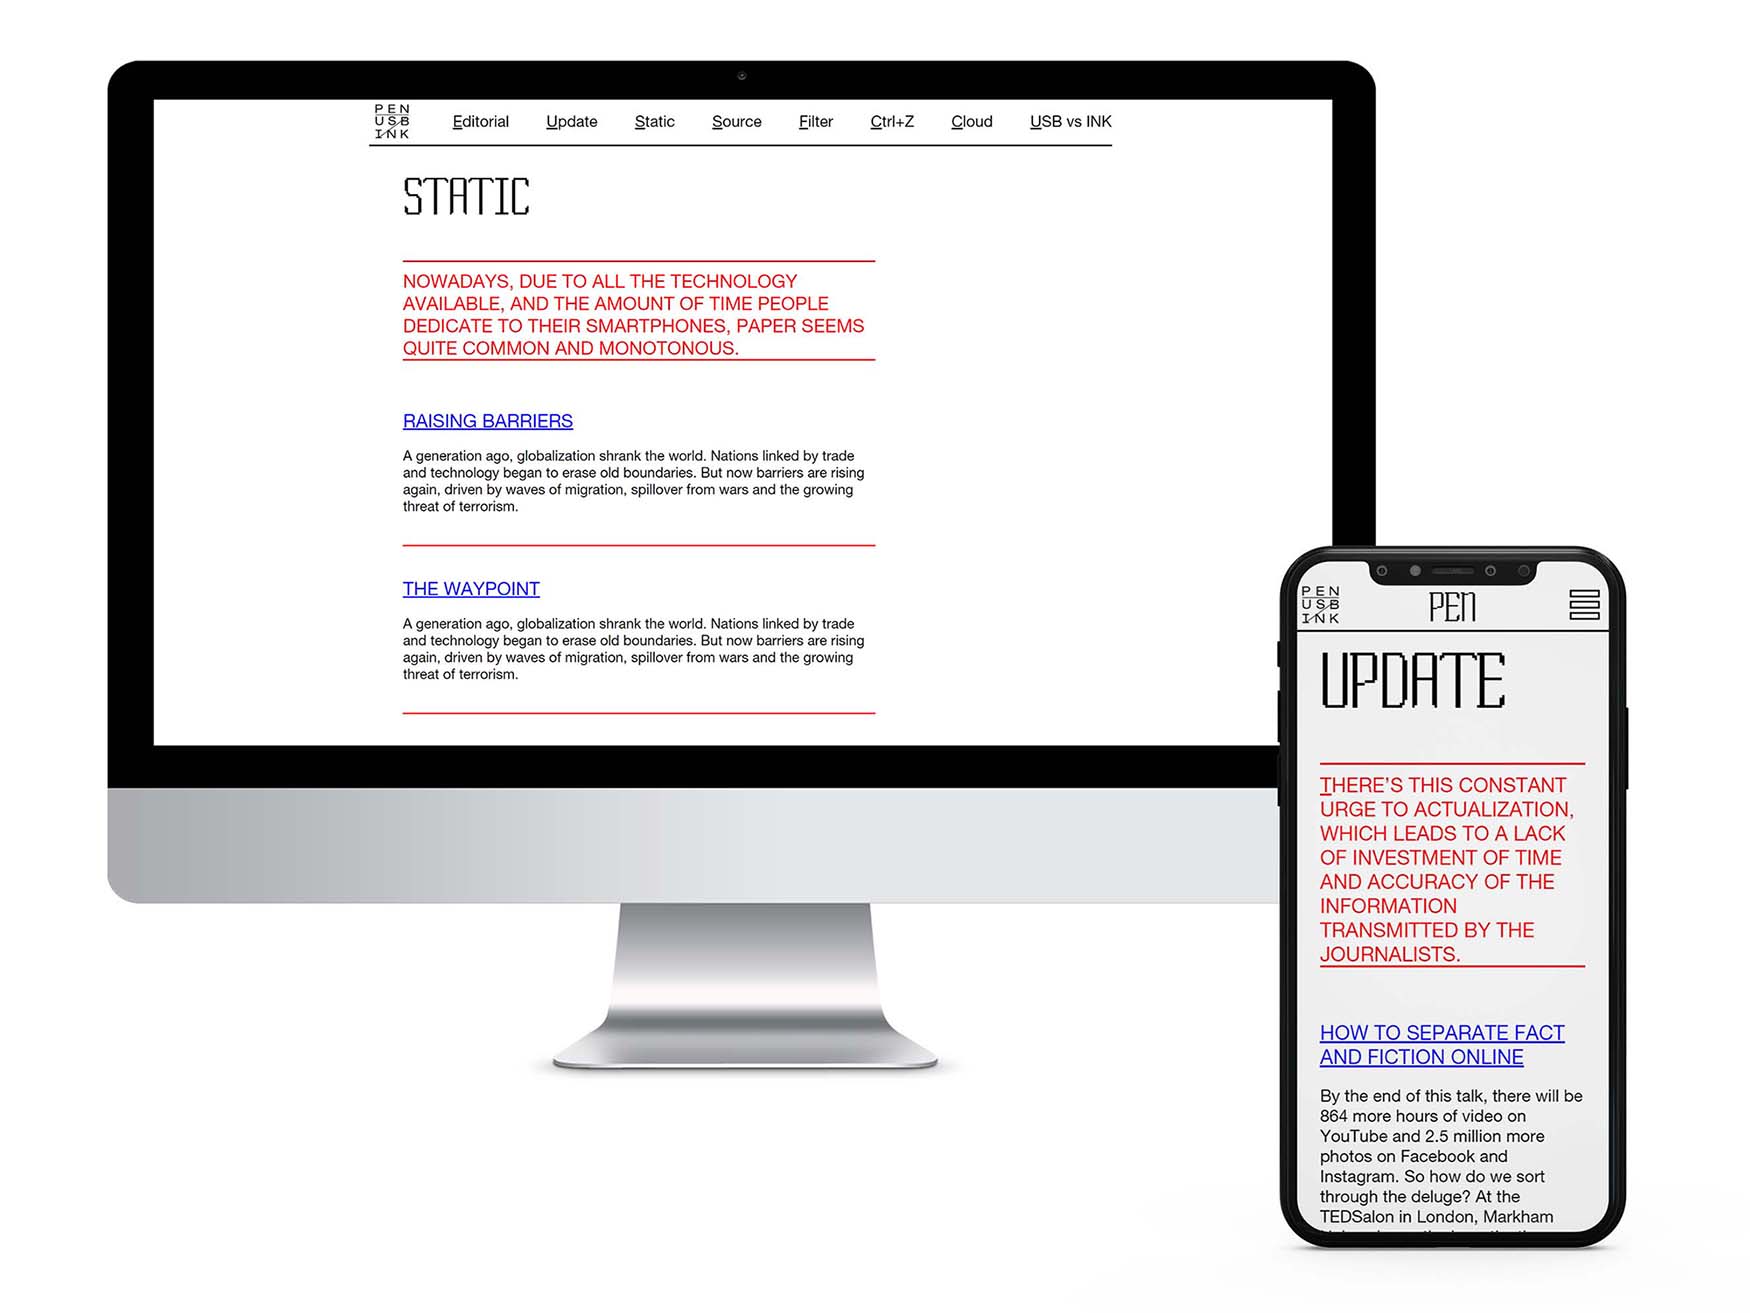 PEN
USB
INK
Editorial Update Static Source Filter Ctrl+Z Cloud USB vs INK
STATIC
NOWADAYS, DUE TO ALL THE TECHNOLOGY
AVAILABLE, AND THE AMOUNT OF TIME PEOPLE
DEDICATE TO THEIR SMARTPHONES, PAPER SEEMS
QUITE COMMON AND MONOTONOUS.
RAISING BARRIERS
A generation ago, globalization shrank the world. Nations linked by trade
and technology began to erase old boundaries. But now barriers are rising
again, driven by waves of migration, spillover from wars and the growing
threat of terrorism.
THE WAYPOINT
A generation ago, globalization shrank the world. Nations linked by trade
and technology began to erase old boundaries. But now barriers are rising
again, driven by waves of migration, spillover from wars and the growing
threat of terrorism.
PEN
USB
INK
PEN
UPDATE
THERE'S THIS CONSTANT
URGE TO ACTUALIZATION,
WHICH LEADS TO A LACK
OF INVESTMENT OF TIME
AND ACCURACY OF THE
INFORMATION
TRANSMITTED BY THE
JOURNALISTS.
HOW TO SEPARATE FACT
AND FICTION ONLINE
By the end of this talk, there will be
864 more hours of video on
YouTube and 2.5 million more
photos on Facebook and
Instagram. So how do we sort
through the deluge? At the
TEDSalon in London, Markham